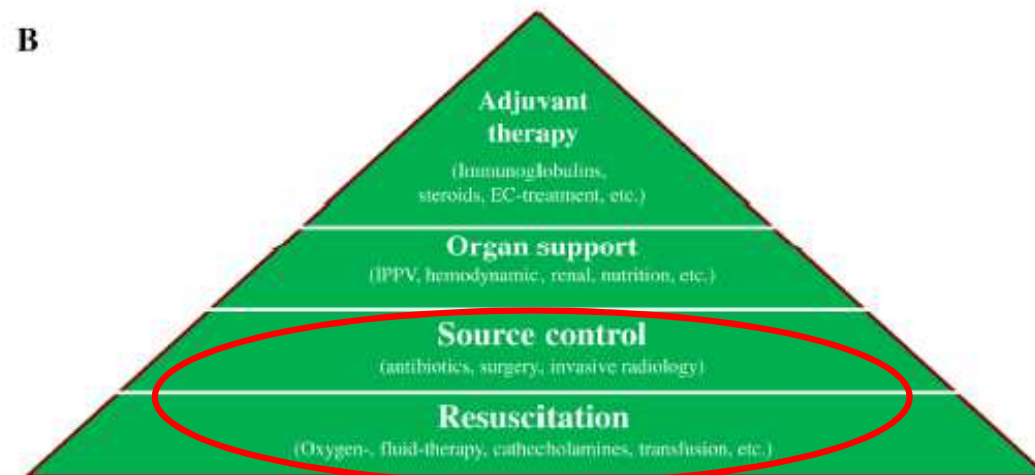 B
Adjuvant
therapy
(Immunoglobulins,
steroids, EC-treatment, etc.)
Organ support
(IPPV, hemodynamic, renal, nutrition, etc.)
Source control
(antibiotics, surgery, invasive radiology)
Resuscitation
(Oxygen-, fluid-therapy, cathecholamines, transfusion, etc.)